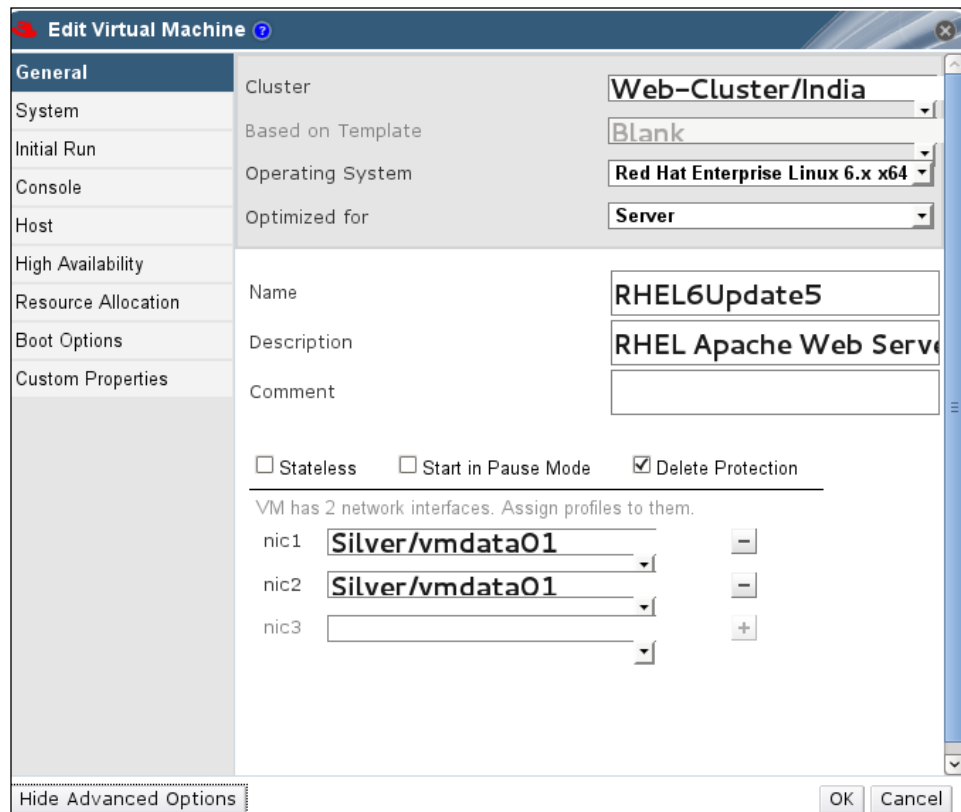 Edit Virtual Machine ?
General
System
Initial Run
Console
Host
High Availability
Resource Allocation
Boot Options
Custom Properties
Cluster Web-Cluster/India
Based on Template Blank
Operating System Red Hat Enterprise Linux 6.x x64
Optimized for Server
Name RHEL6Update5
Description RHEL Apache Web Serve
Comment
Stateless Start in Pause Mode Delete Protection
VM has 2 network interfaces. Assign profiles to them.
nic1 Silver/vmdata01 −
nic2 Silver/vmdata01 −
nic3 +
Hide Advanced Options OK Cancel